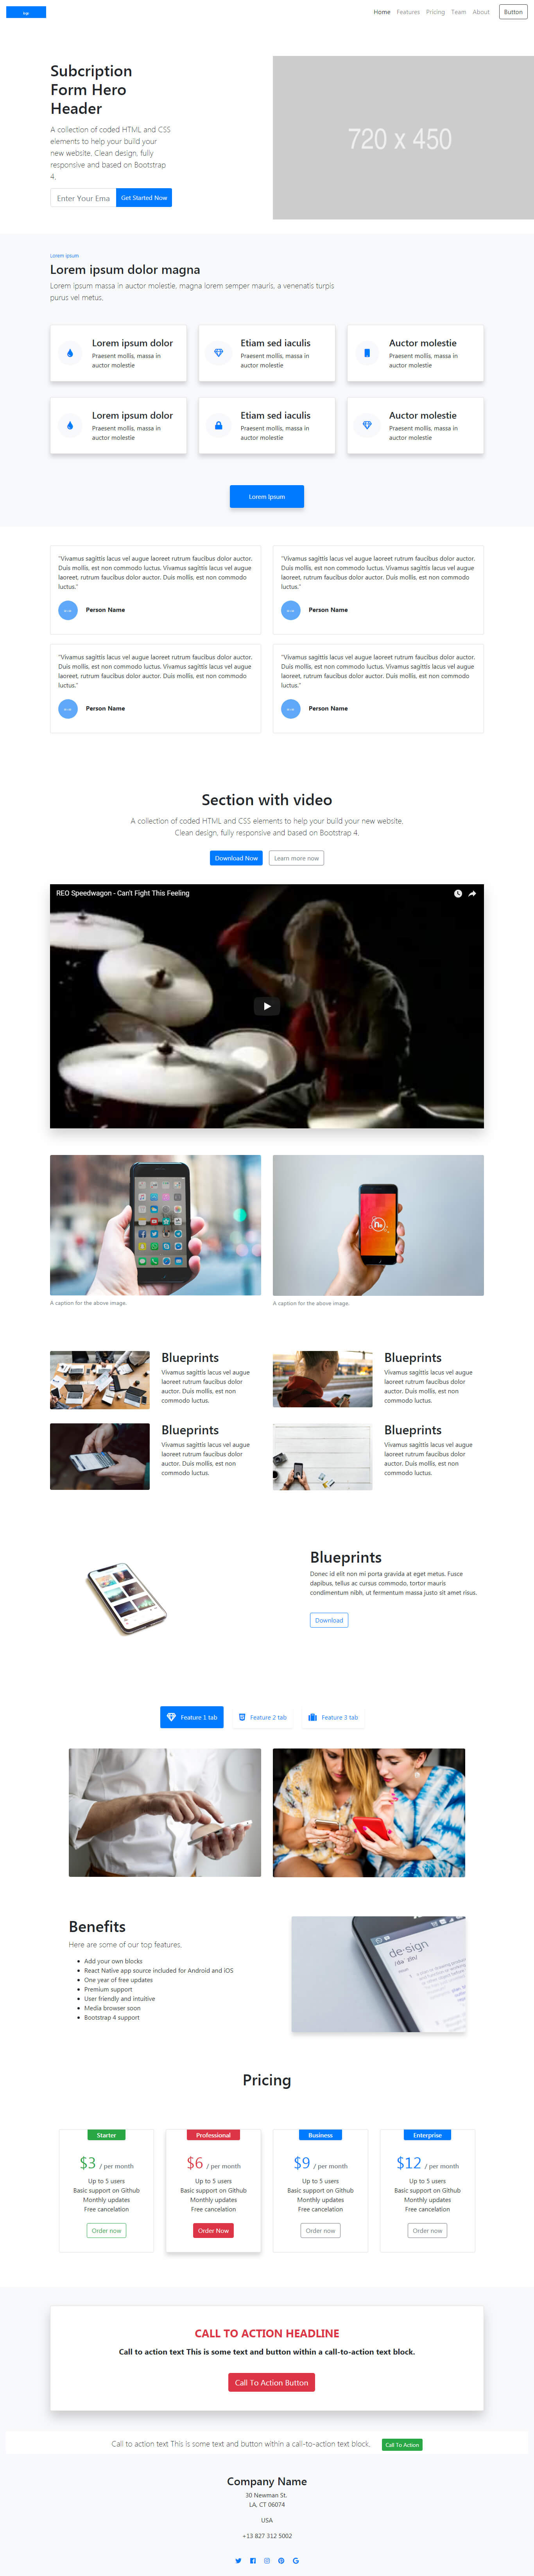 logo
Home Features Pricing Team About Button
Subcription
Form Hero
Header
A collection of coded HTML and CSS
elements to help your build your
new website. Clean design, fully
responsive and based on Bootstrap
4.
Enter Your Ema Get Started Now
720 x 450
Lorem ipsum
Lorem ipsum dolor magna
Lorem ipsum massa in auctor molestie, magna lorem semper mauris, a venenatis turpis
purus vel metus.
Lorem ipsum dolor
Praesent mollis, massa in
auctor molestie
Etiam sed iaculis
Praesent mollis, massa in
auctor molestie
Auctor molestie
Praesent mollis, massa in
auctor molestie
Lorem ipsum dolor
Praesent mollis, massa in
auctor molestie
Etiam sed iaculis
Praesent mollis, massa in
auctor molestie
Auctor molestie
Praesent mollis, massa in
auctor molestie
Lorem Ipsum
"Vivamus sagittis lacus vel augue laoreet rutrum faucibus dolor auctor.
Duis mollis, est non commodo luctus. Vivamus sagittis lacus vel augue
laoreet, rutrum faucibus dolor auctor. Duis mollis, est non commodo
luctus."
Person Name
"Vivamus sagittis lacus vel augue laoreet rutrum faucibus dolor auctor.
Duis mollis, est non commodo luctus. Vivamus sagittis lacus vel augue
laoreet, rutrum faucibus dolor auctor. Duis mollis, est non commodo
luctus."
Person Name
"Vivamus sagittis lacus vel augue laoreet rutrum faucibus dolor auctor.
Duis mollis, est non commodo luctus. Vivamus sagittis lacus vel augue
laoreet, rutrum faucibus dolor auctor. Duis mollis, est non commodo
luctus."
Person Name
"Vivamus sagittis lacus vel augue laoreet rutrum faucibus dolor auctor.
Duis mollis, est non commodo luctus. Vivamus sagittis lacus vel augue
laoreet, rutrum faucibus dolor auctor. Duis mollis, est non commodo
luctus."
Person Name
Section with video
A collection of coded HTML and CSS elements to help your build your new website.
Clean design, fully responsive and based on Bootstrap 4.
Download Now Learn more now
REO Speedwagon - Can't Fight This Feeling
A caption for the above image.
A caption for the above image.
Blueprints
Vivamus sagittis lacus vel augue
laoreet rutrum faucibus dolor
auctor. Duis mollis, est non
commodo luctus.
Blueprints
Vivamus sagittis lacus vel augue
laoreet rutrum faucibus dolor
auctor. Duis mollis, est non
commodo luctus.
Blueprints
Vivamus sagittis lacus vel augue
laoreet rutrum faucibus dolor
auctor. Duis mollis, est non
commodo luctus.
Blueprints
Vivamus sagittis lacus vel augue
laoreet rutrum faucibus dolor
auctor. Duis mollis, est non
commodo luctus.
Blueprints
Donec id elit non mi porta gravida at eget metus. Fusce
dapibus, tellus ac cursus commodo, tortor mauris
condimentum nibh, ut fermentum massa justo sit amet risus.
Download
Feature 1 tab Feature 2 tab Feature 3 tab
Benefits
Here are some of our top features.
Add your own blocks
React Native app source included for Android and iOS
One year of free updates
Premium support
User friendly and intuitive
Media browser soon
Bootstrap 4 support
de·sign
Pricing
Starter
$3 / per month
Up to 5 users
Basic support on Github
Monthly updates
Free cancelation
Order now
Professional
$6 / per month
Up to 5 users
Basic support on Github
Monthly updates
Free cancelation
Order Now
Business
$9 / per month
Up to 5 users
Basic support on Github
Monthly updates
Free cancelation
Order now
Enterprise
$12 / per month
Up to 5 users
Basic support on Github
Monthly updates
Free cancelation
Order now
CALL TO ACTION HEADLINE
Call to action text This is some text and button within a call-to-action text block.
Call To Action Button
Call to action text This is some text and button within a call-to-action text block. Call To Action
Company Name
30 Newman St.
LA, CT 06074
USA
+13 827 312 5002